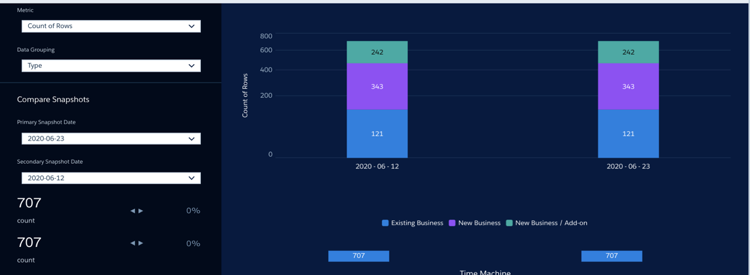 Metric
Count of Rows
Data Grouping
Type
Compare Snapshots
Primary Snapshot Date
2020-06-23
Secondary Snapshot Date
2020-06-12
707
0%
count
707
0%
count
Count of Rows
800
600
400
200
0
242
343
121
242
343
121
2020 - 06 - 12
2020 - 06 - 23
Existing Business
New Business
New Business / Add-on
707
707
Time Machine